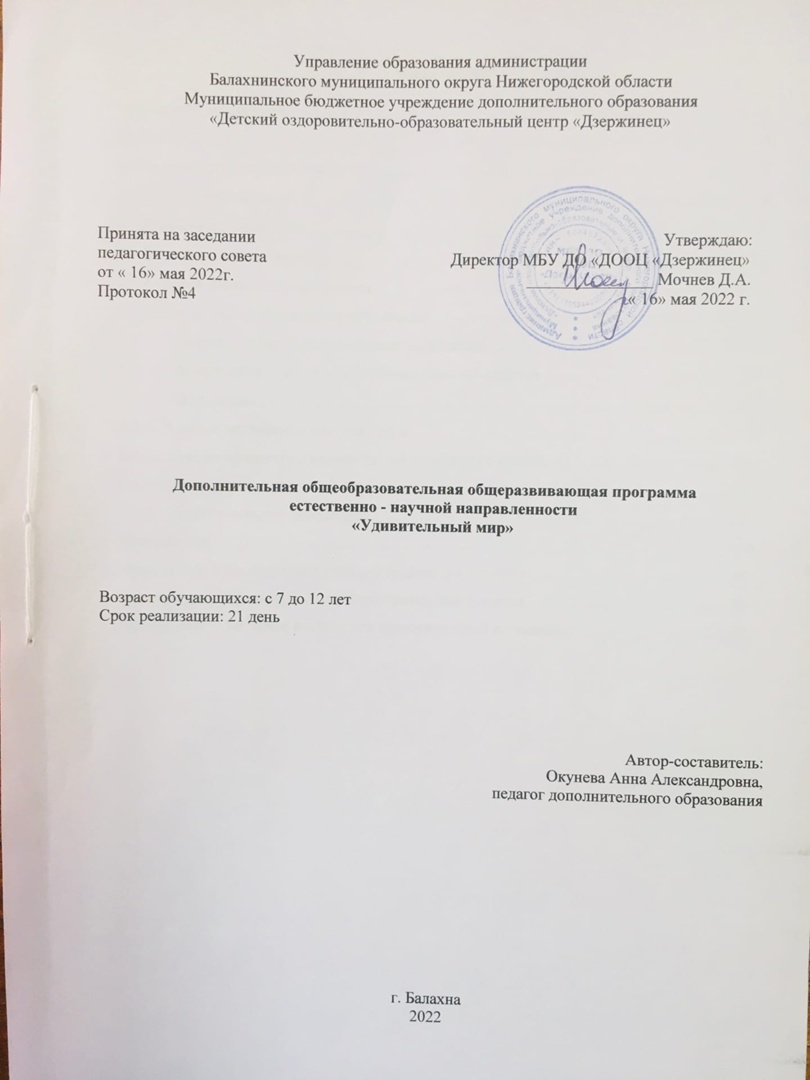 Управление образования администрации
Балахнинского муниципального округа Нижегородской области
Муниципальное бюджетное учреждение дополнительного образования
«Детский оздоровительно-образовательный центр «Дзержинец»
Принята на заседании
педагогического совета
от « 16» мая 2022г.
Протокол №4
Утверждаю:
Директор МБУ ДО «ДООЦ «Дзержинец»
Мочнев Д.А.
« 16» мая 2022 г.
Дополнительная общеобразовательная общеразвивающая программа
естественно - научной направленности
«Удивительный мир»
Возраст обучающихся: с 7 до 12 лет
Срок реализации: 21 день
Автор-составитель:
Окунева Анна Александровна,
педагог дополнительного образования
г. Балахна
2022